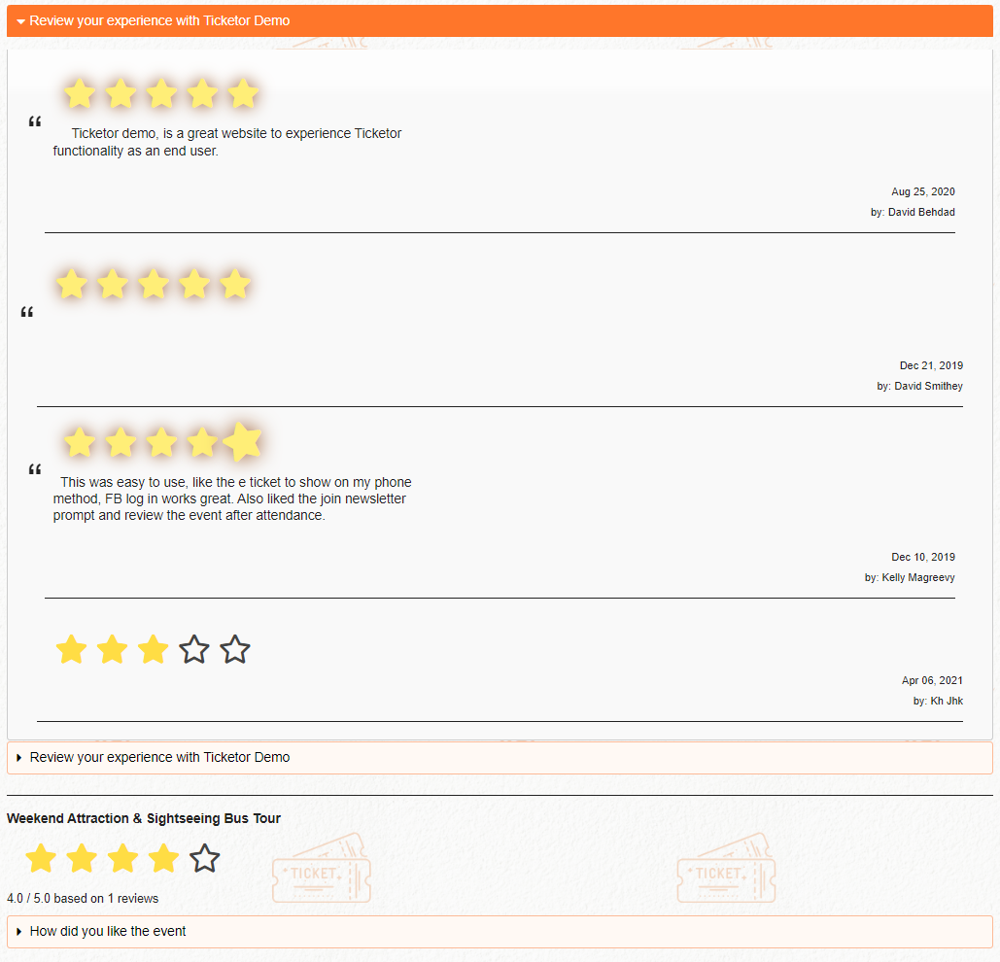 Review your experience with Ticketor Demo
“
Ticketor demo, is a great website to experience Ticketor
functionality as an end user.
Aug 25, 2020
by: David Behdad
“
Dec 21, 2019
by: David Smithey
“
This was easy to use, like the e ticket to show on my phone
method, FB log in works great. Also liked the join newsletter
prompt and review the event after attendance.
Dec 10, 2019
by: Kelly Magreevy
Apr 06, 2021
by: Kh Jhk
Review your experience with Ticketor Demo
Weekend Attraction & Sightseeing Bus Tour
TICKET
TICKET
4.0 / 5.0 based on 1 reviews
How did you like the event